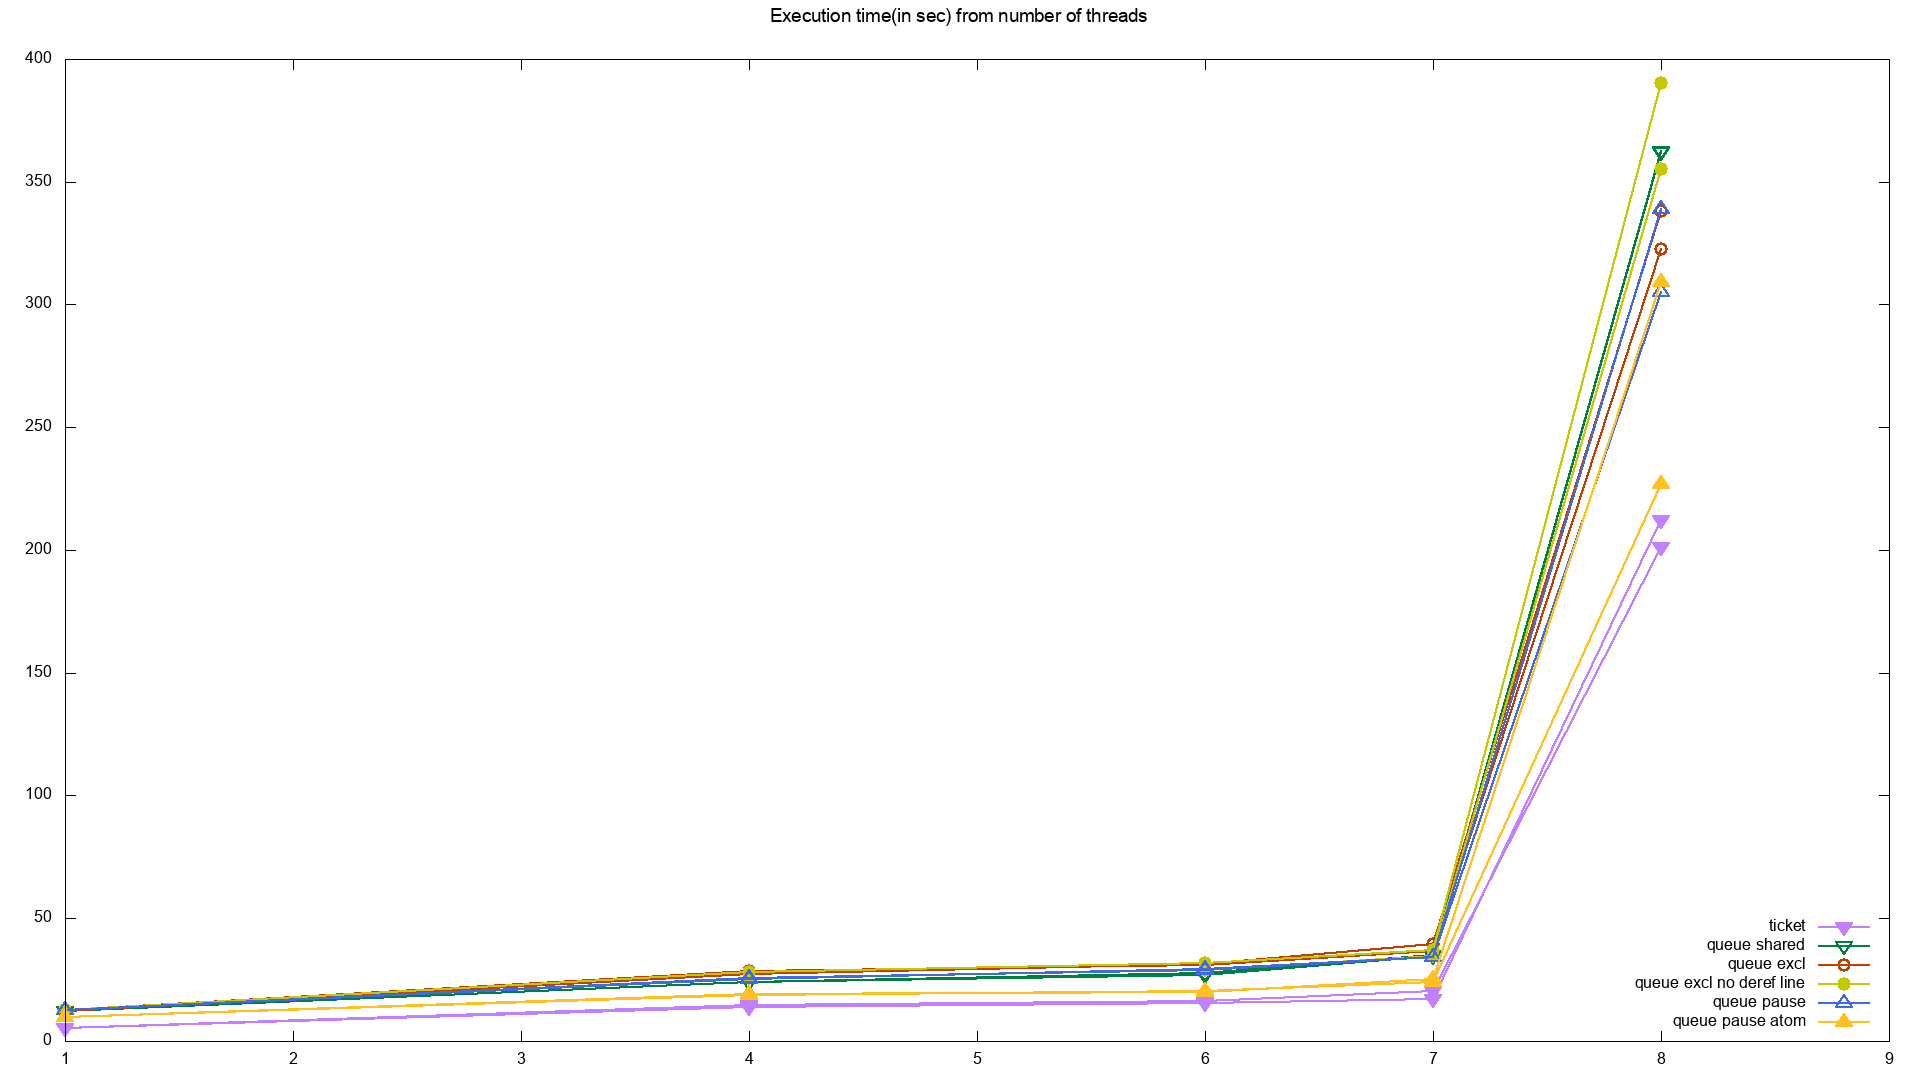 Execution time(in sec) from number of threads
400
350
300
250
200
150
100
50
0
1 2 3 4 5 6 7 8 9
ticket
queue shared
queue excl
queue excl no deref line
queue pause
queue pause atom